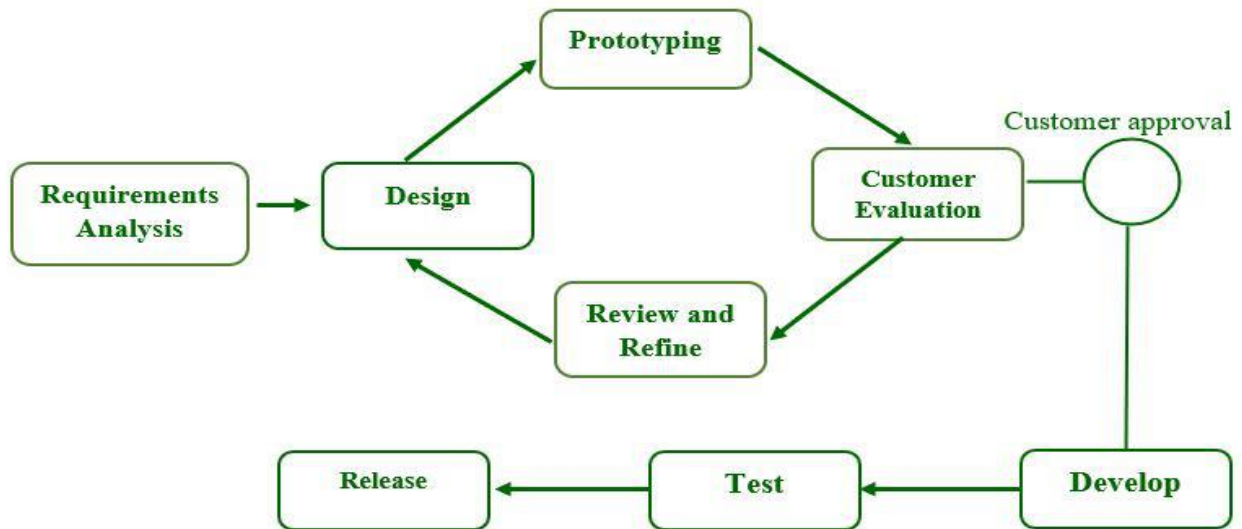 Prototyping
Customer approval
Requirements
Analysis
Design
Customer
Evaluation
Review and
Refine
Release
Test
Develop